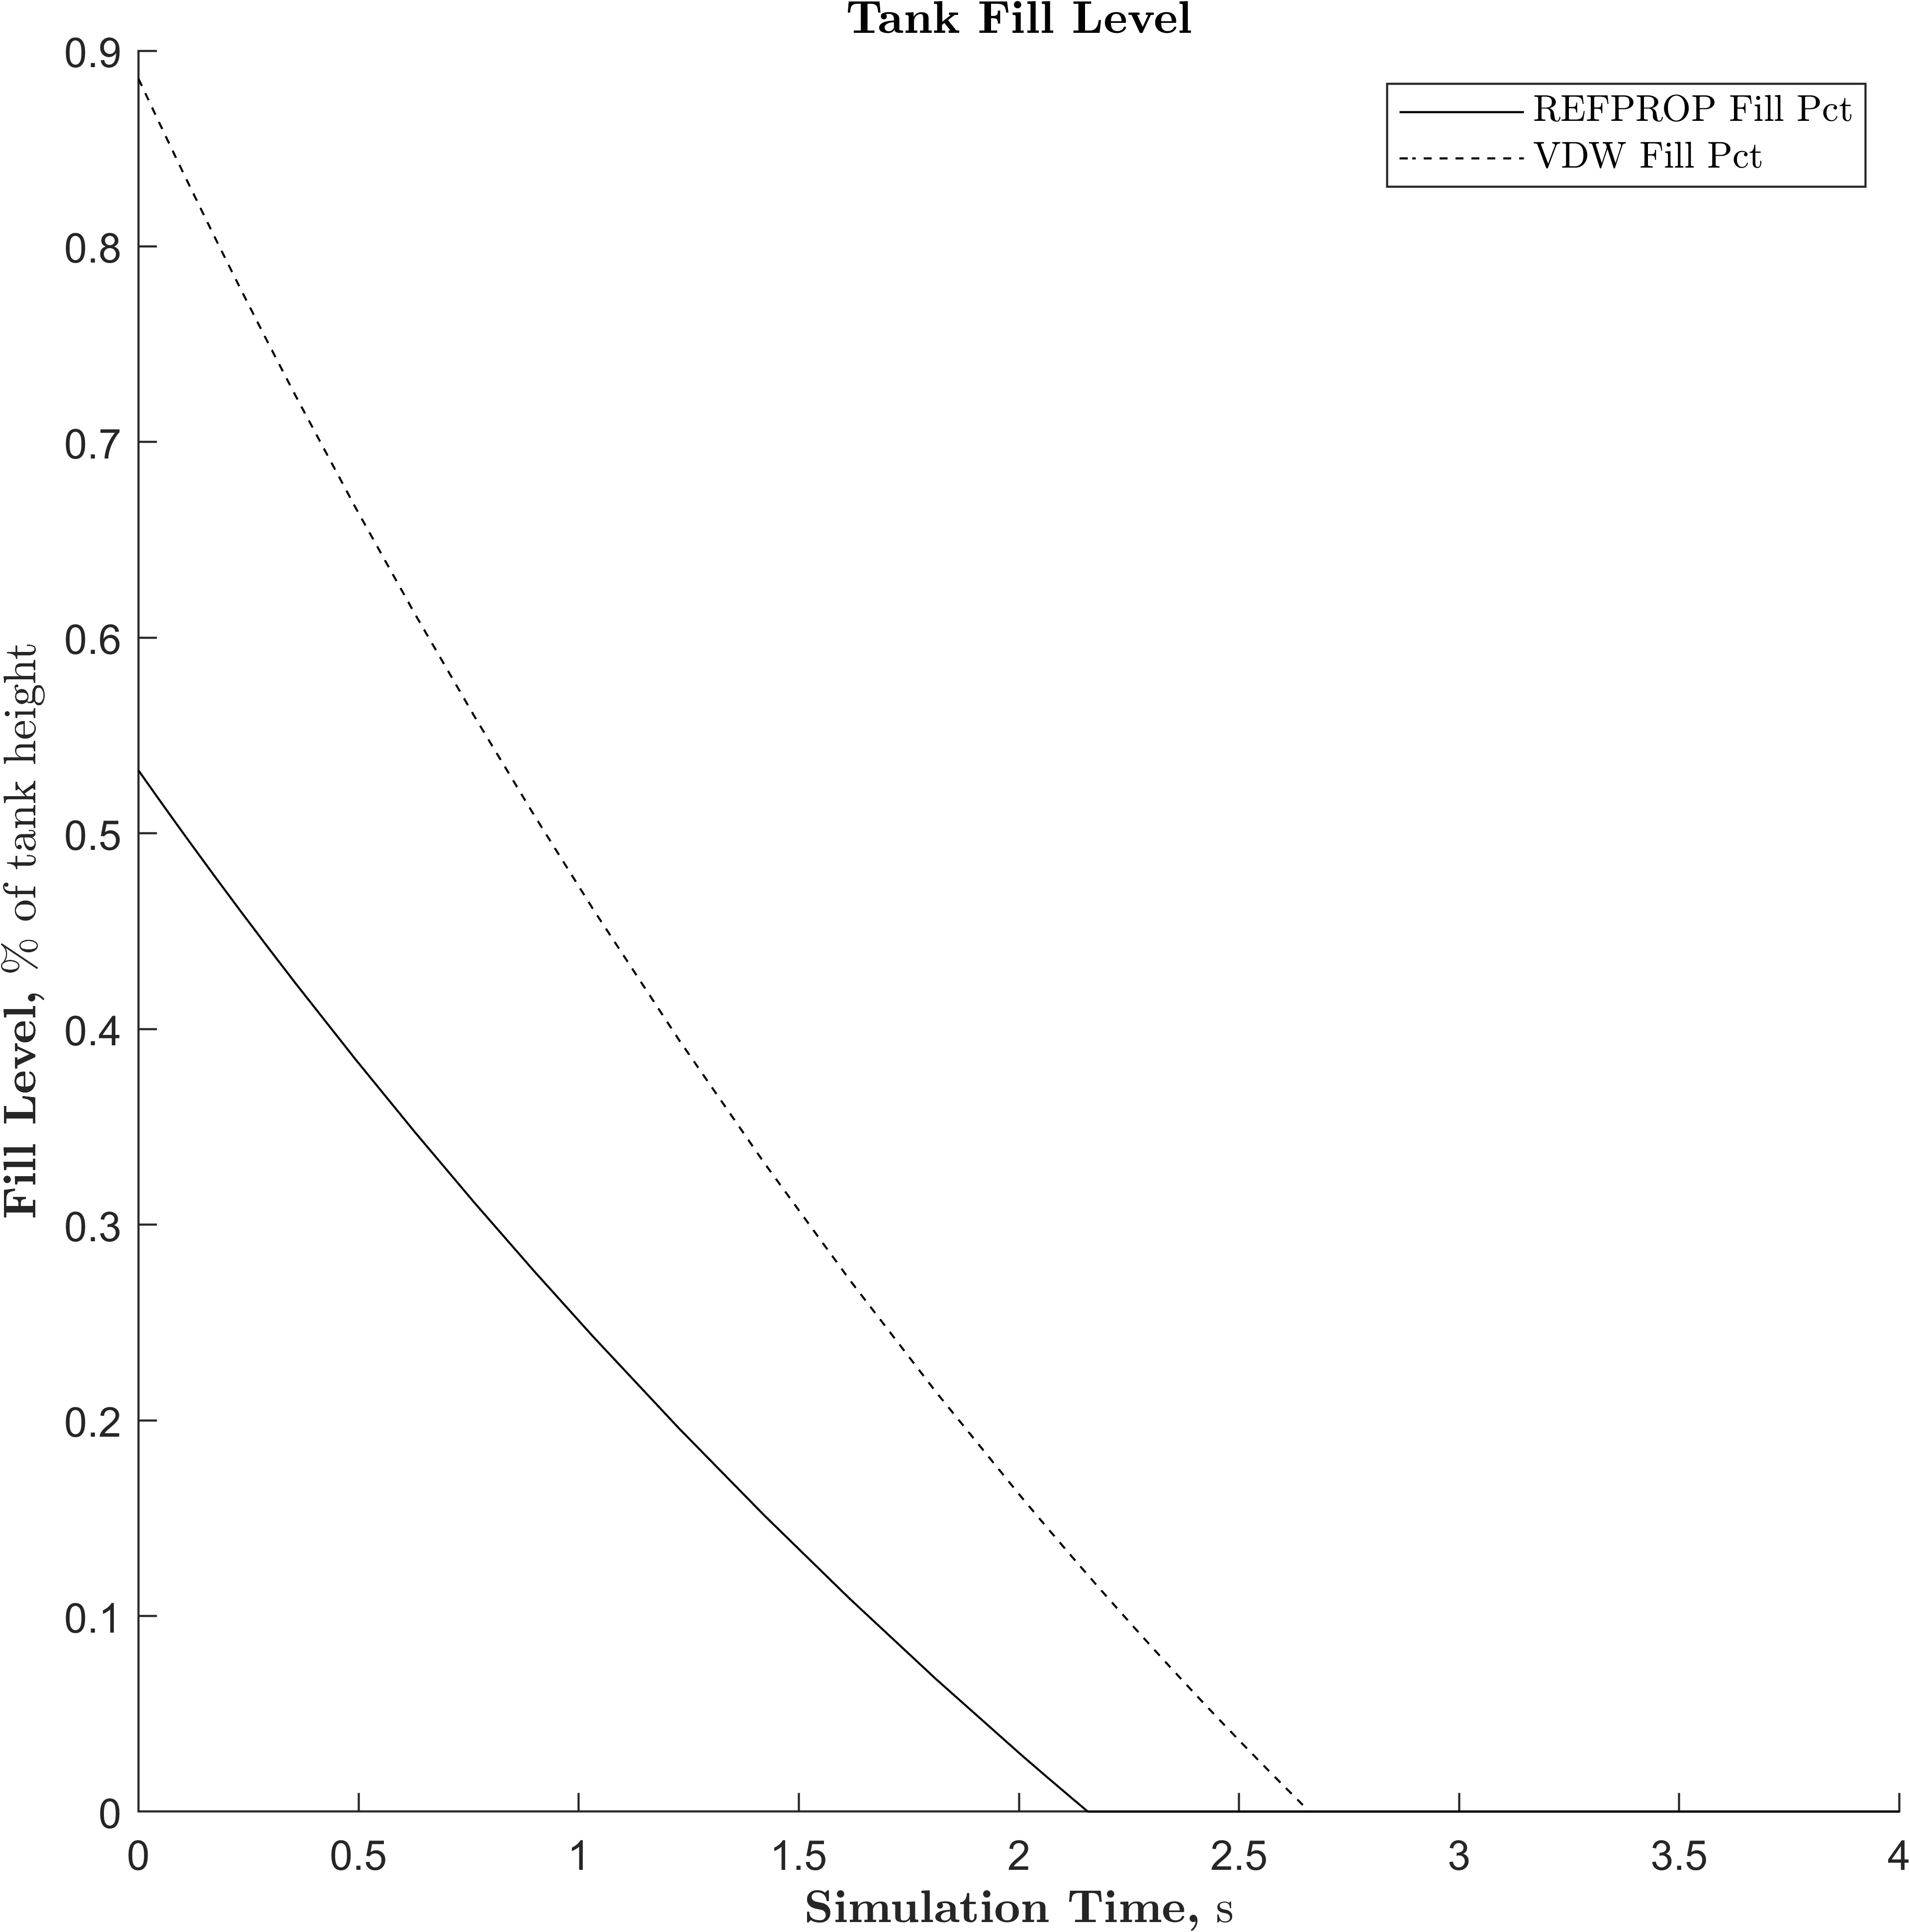 Tank Fill Level
REFPROP Fill Pct
VDW Fill Pct
Fill Level, % of tank height
0.9
0.8
0.7
0.6
0.5
0.4
0.3
0.2
0.1
0
0 0.5 1 1.5 2 2.5 3 3.5 4
Simulation Time, s